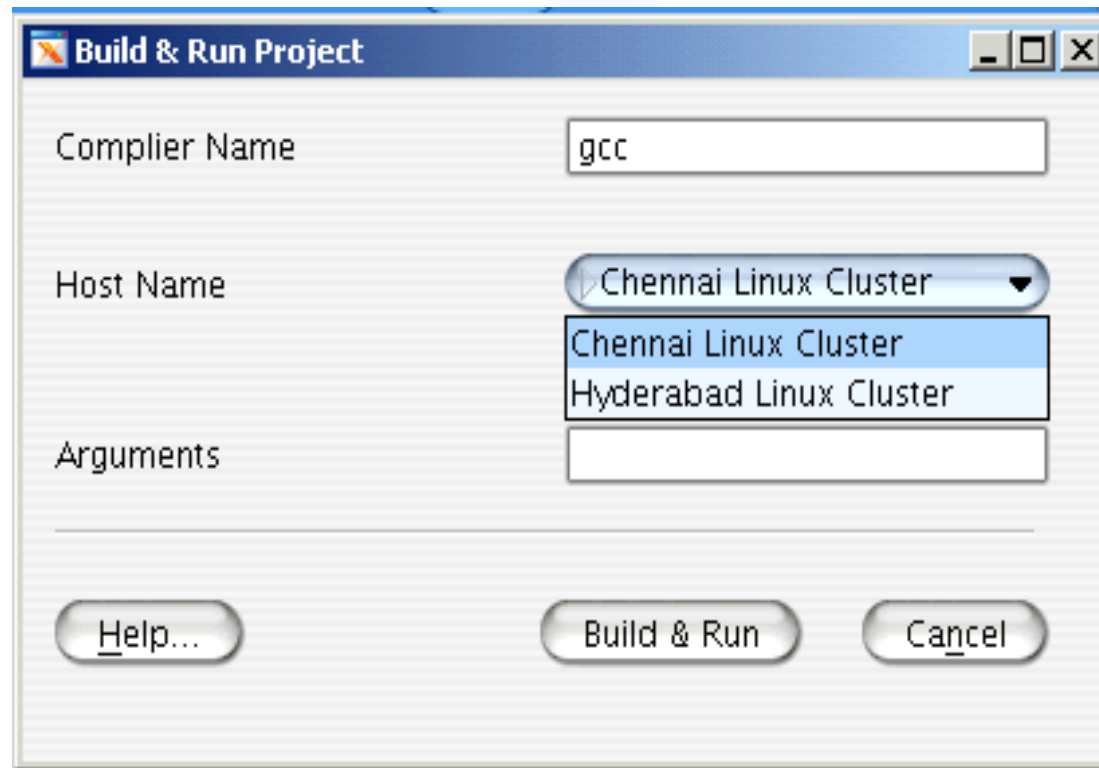 Build & Run Project
Complier Name
gcc
Host Name
Chennai Linux Cluster
Chennai Linux Cluster
Hyderabad Linux Cluster
Arguments
Help...
Build & Run
Cancel